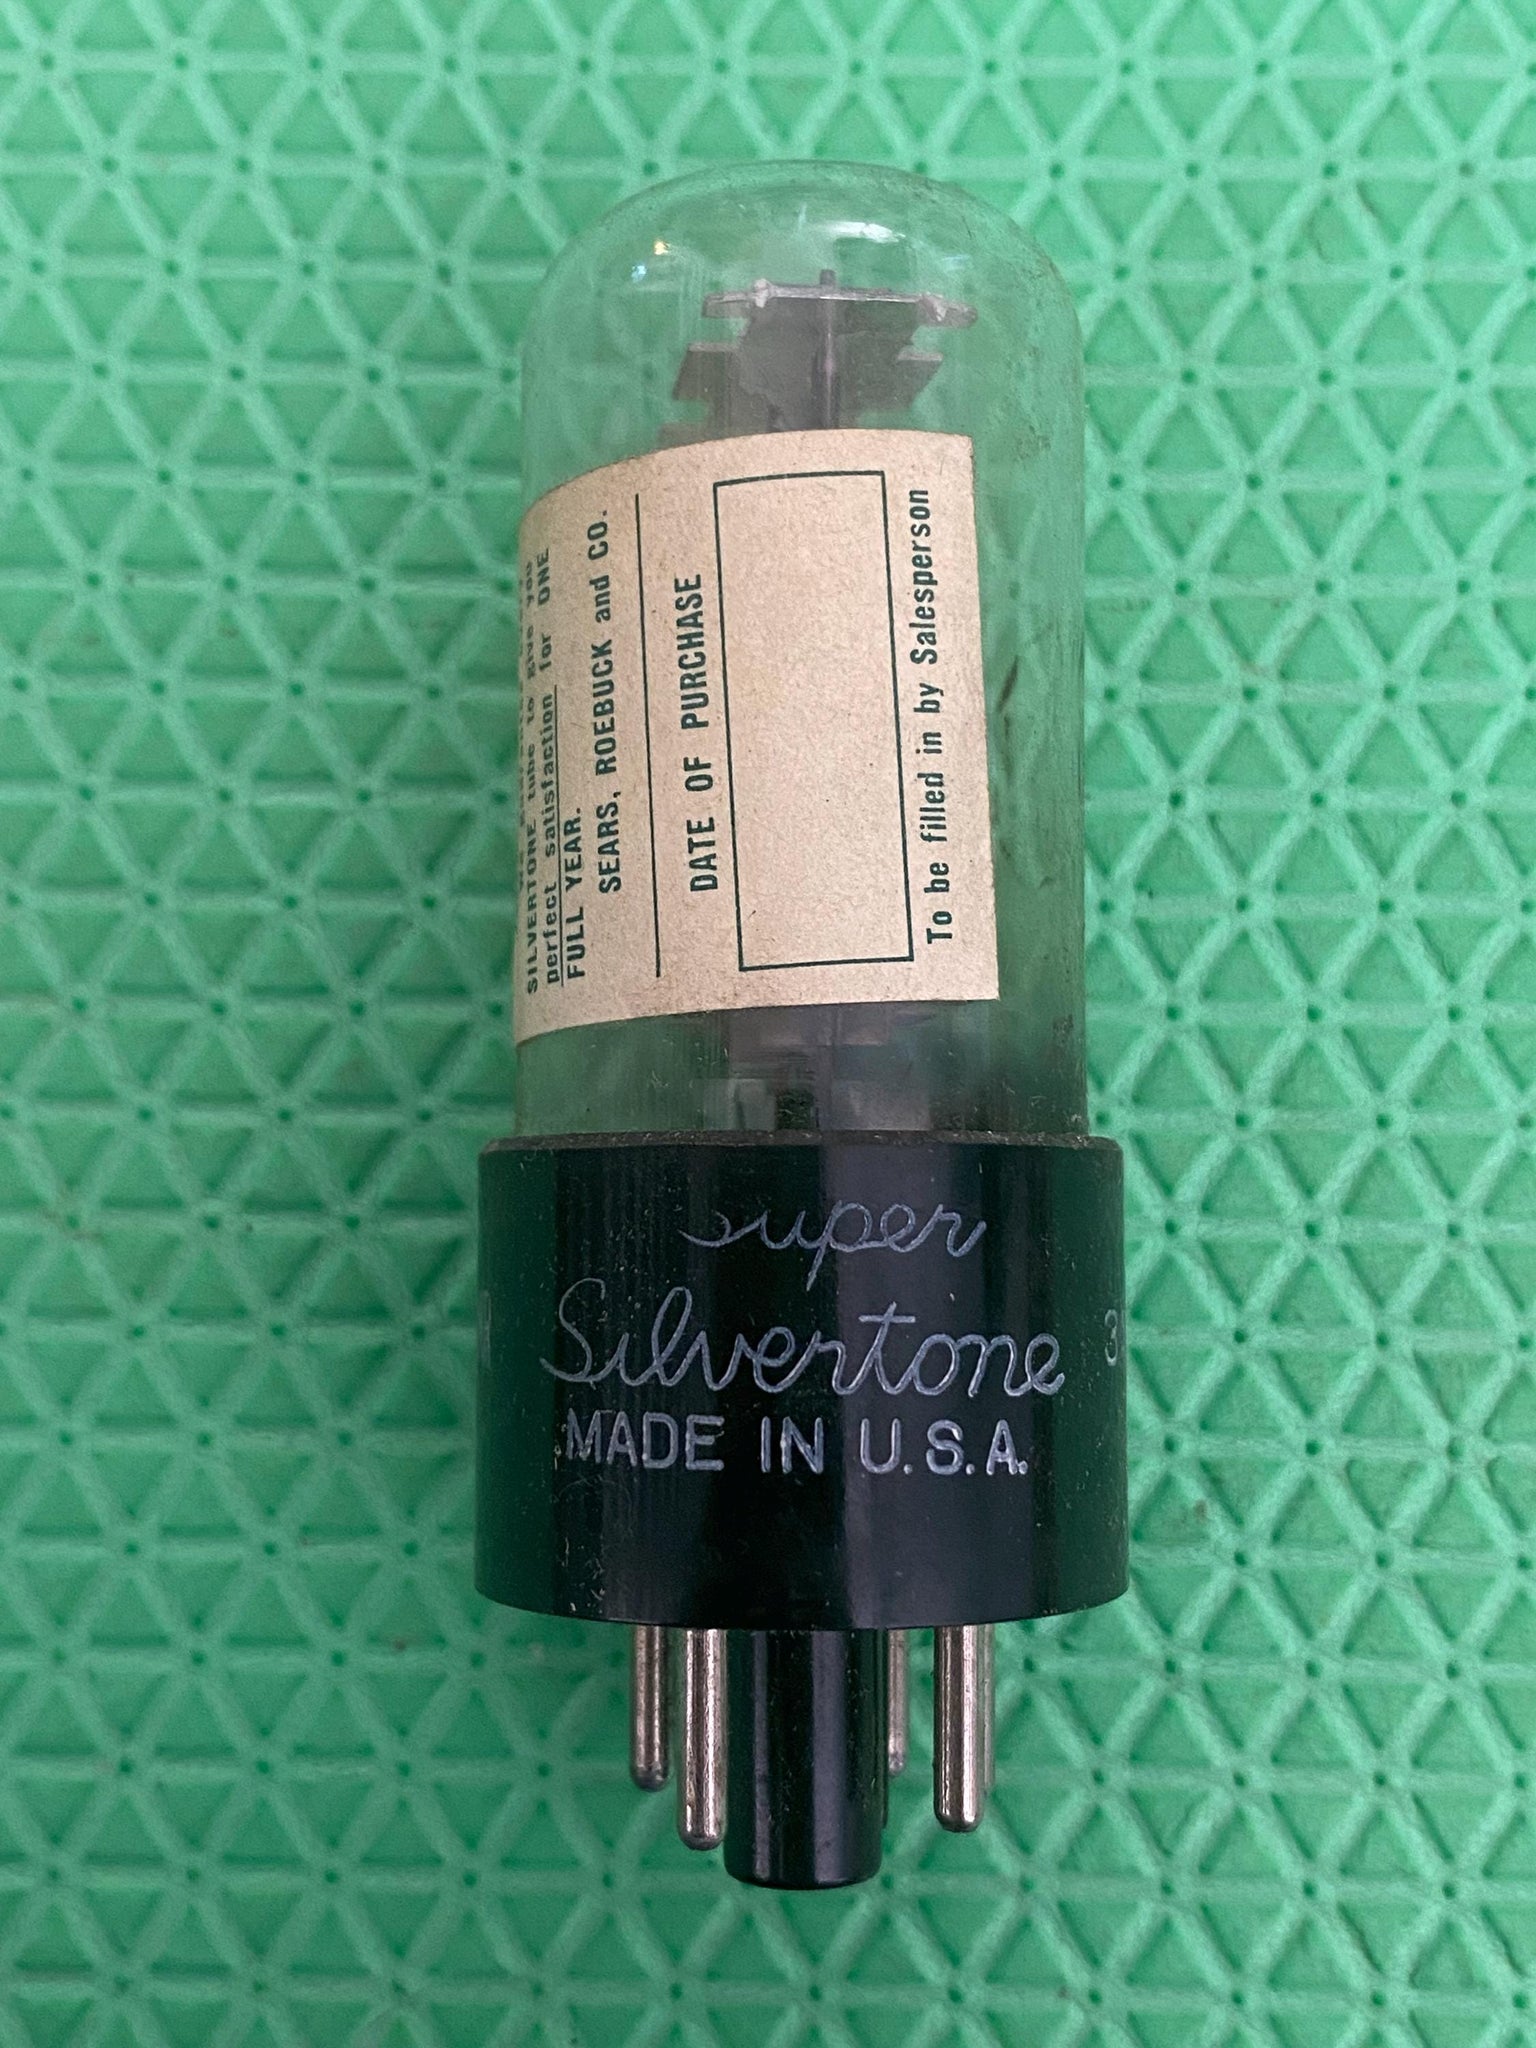 SILVERTONE tube to give you
perfect satisfaction for ONE
FULL YEAR.
SEARS, ROEBUCK and CO.
DATE OF PURCHASE
To be filled in by Salesperson
Super
Silvertone
MADE IN U.S.A.
3